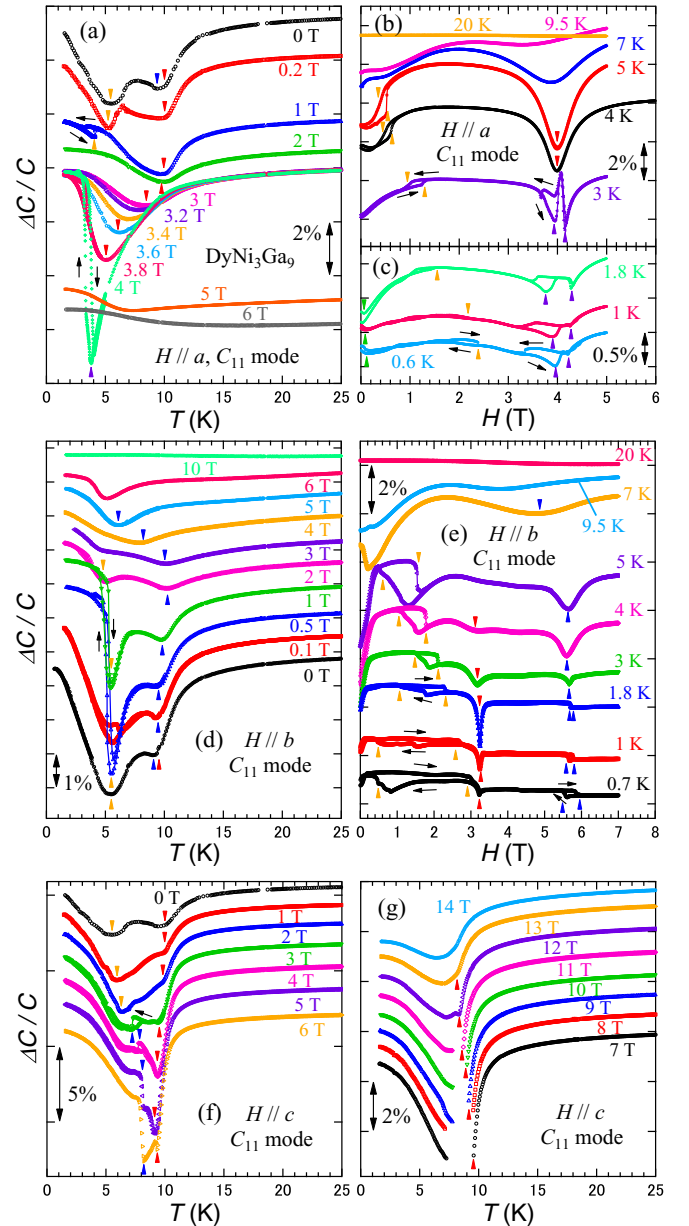 (a)
0 T
0.2 T
1 T
2 T
3 T
3.2 T
3.4 T
3.6 T
3.8 T
4 T
DyNi3Ga9
2%
5 T
6 T
H // a, C11 mode
ΔC / C
0 5 10 15 20 25
T (K)
(b)
20 K
9.5 K
7 K
5 K
4 K
H // a
C11 mode
2%
3 K
(c)
1.8 K
1 K
0.6 K
0.5%
0 2 4 6
H (T)
(d)
10 T
6 T
5 T
4 T
3 T
2 T
1 T
0.5 T
0.1 T
0 T
1%
H // b
C11 mode
ΔC / C
0 5 10 15 20 25
T (K)
(e)
20 K
2%
7 K
9.5 K
H // b
C11 mode
5 K
4 K
3 K
1.8 K
1 K
0.7 K
0 1 2 3 4 5 6 7 8
H (T)
(f)
0 T
1 T
2 T
3 T
4 T
5 T
6 T
5%
H // c
C11 mode
ΔC / C
0 5 10 15 20 25
T (K)
(g)
14 T
13 T
12 T
11 T
10 T
9 T
8 T
7 T
2%
H // c
C11 mode
0 5 10 15 20 25
T (K)